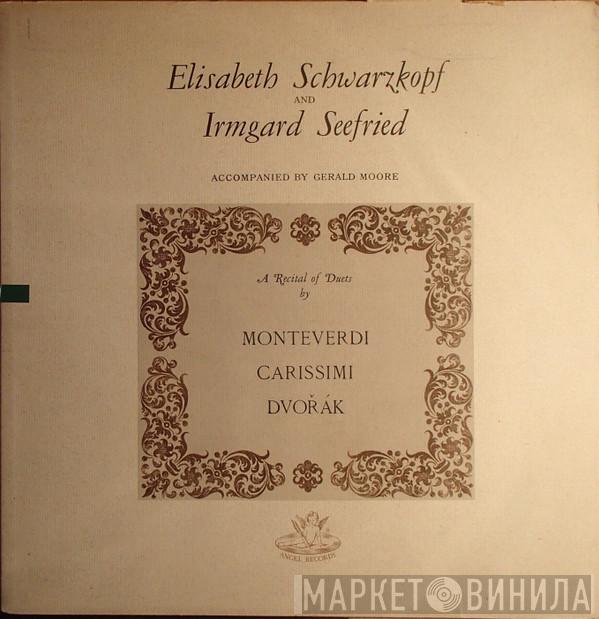 Elisabeth Schwarzkopf
AND
Irmgard Seefried
ACCOMPANIED BY GERALD MOORE
A Recital of Duets
by
MONTEVERDI
CARISSIMI
DVOŘÁK
ANGEL RECORDS
МАРКЕТ ВИНИЛА